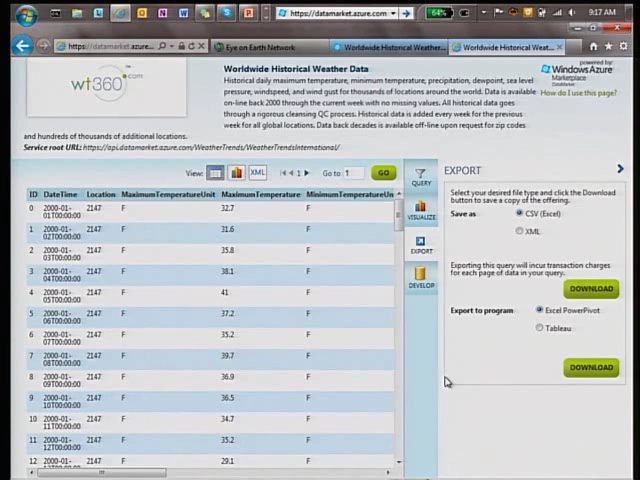 https://datamarket.azure.com
64%
9:17 AM
https://datamarket.azure...
Eye on Earth Network
Worldwide Historical Weather...
Worldwide Historical Weat...
wt360.com
Worldwide Historical Weather Data
Historical daily maximum temperature, minimum temperature, precipitation, dewpoint, sea level
pressure, windspeed, and wind gust for thousands of locations around the world. Data is available
on-line back 2000 through the current week with no missing values. All historical data goes
through a rigorous cleansing QC process. Historical data is added every week for the previous
week for all global locations. Data back decades is available off-line upon request for zip codes
and hundreds of thousands of additional locations.
Service root URL: https://api.datamarket.azure.com/WeatherTrends/WeatherTrendsInternational/
powered by:
Windows Azure
Marketplace
DataMarket
How do I use this page?
View: XML 1 Go to 1 GO
ID DateTime Location MaximumTemperatureUnit MaximumTemperature MinimumTemperatureUn
0 2000-01-01T00:00:00 2147 F 32.7
1 2000-01-02T00:00:00 2147 F 31.6
2 2000-01-03T00:00:00 2147 F 35.8
3 2000-01-05T00:00:00 2147 F 38.1
4 2000-01-05T00:00:00 2147 F 41
5 2000-01-06T00:00:00 2147 F 37.2
6 2000-01-07T00:00:00 2147 F 35.2
7 2000-01-08T00:00:00 2147 F 39.7
8 2000-01-09T00:00:00 2147 F 36.9
9 2000-01-10T00:00:00 2147 F 36.5
10 2000-01-11T00:00:00 2147 F 34.7
11 2000-01-12T00:00:00 2147 F 35.2
12 2000-01- 2147 F 29.1
QUERY
VISUALIZE
EXPORT
DEVELOP
EXPORT
Select your desired file type and click the Download
button to save a copy of the offering.
Save as
CSV (Excel)
XML
Exporting this will incur transaction charges
for each page of data in your query.
DOWNLOAD
Export to program
Excel PowerPivot
Tableau
DOWNLOAD